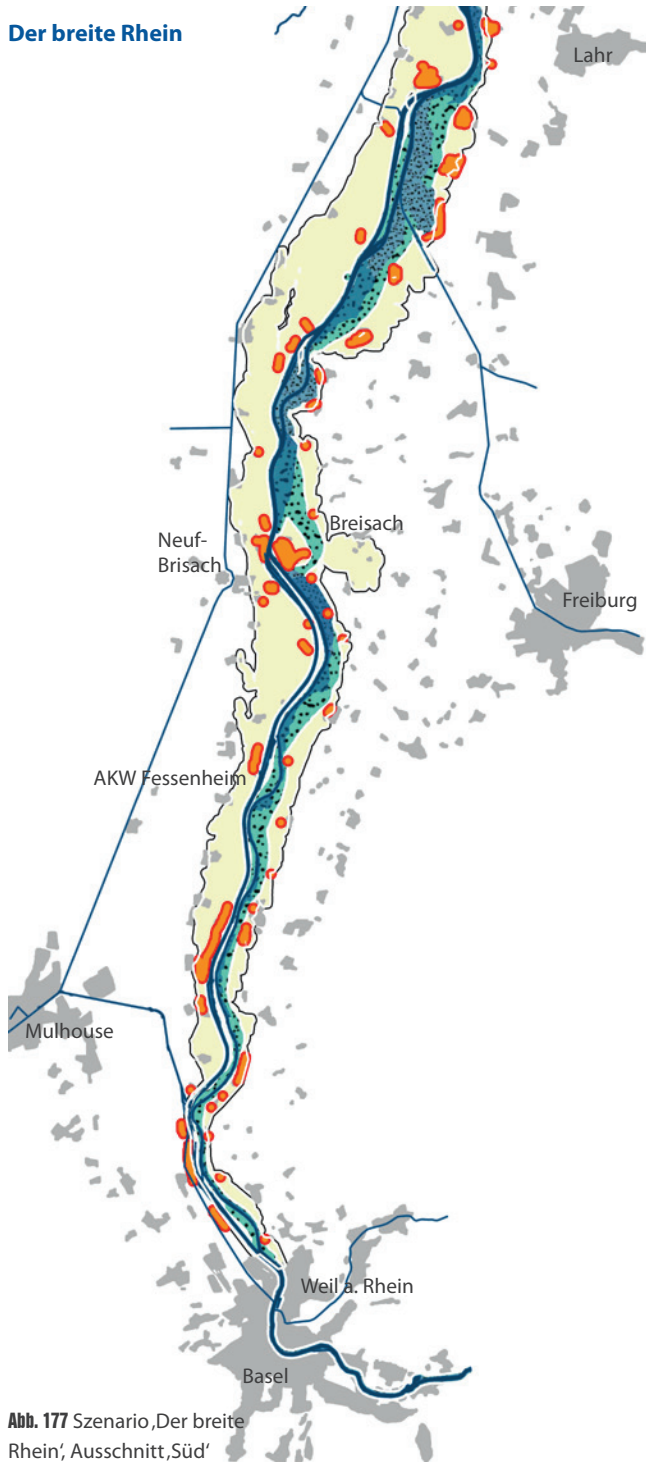 Der breite Rhein
Lahr
Neuf-
Brisach
Breisach
Freiburg
AKW Fessenheim
Mulhouse
Weil a. Rhein
Basel
Abb. 177 Szenario ‚Der breite
Rhein‘, Ausschnitt ‚Süd‘